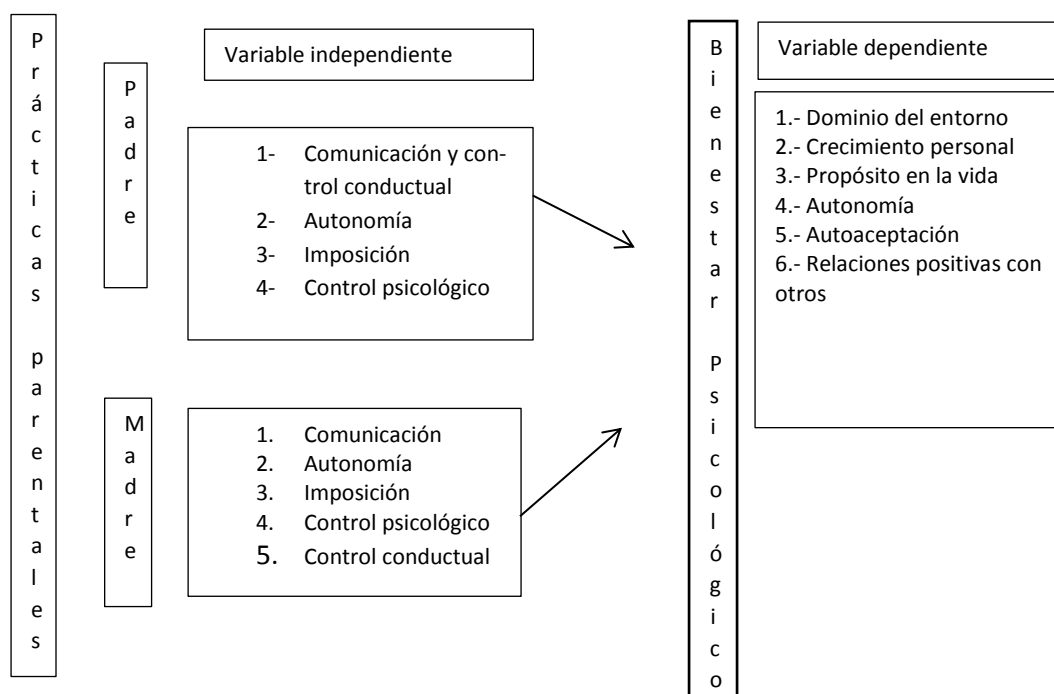 Prácticas parentales
Padre
Variable independiente
1- Comunicación y con-
trol conductual
2- Autonomía
3- Imposición
4- Control psicológico
Madre
1. Comunicación
2. Autonomía
3. Imposición
4. Control psicológico
5. Control conductual
Bienestar Psicológico
Variable dependiente
1.- Dominio del entorno
2.- Crecimiento personal
3.- Propósito en la vida
4.- Autonomía
5.- Autoaceptación
6.- Relaciones positivas con
otros